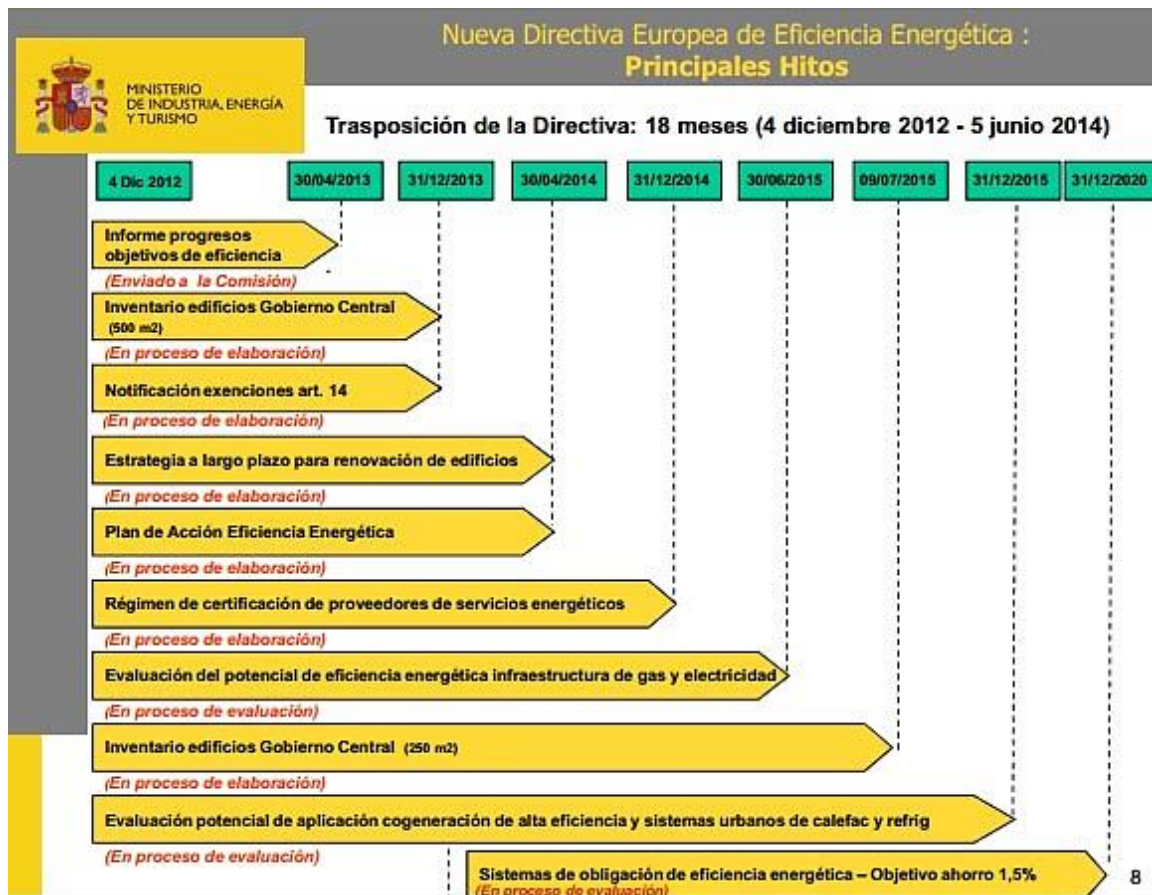 Nueva Directiva Europea de Eficiencia Energética :
Principales Hitos
MINISTERIO
DE INDUSTRIA, ENERGÍA
Y TURISMO
Trasposición de la Directiva: 18 meses (4 diciembre 2012 - 5 junio 2014)
4 Dic 2012 30/04/2013 31/12/2013 30/04/2014 31/12/2014 30/06/2015 09/07/2015 31/12/2015 31/12/2020
Informe progresos
objetivos de eficiencia
(Enviado a la Comisión)
Inventario edificios Gobierno Central
(500 m2)
(En proceso de elaboración)
Notificación exenciones art. 14
(En proceso de elaboración)
Estrategia a largo plazo para renovación de edificios
(En proceso de elaboración)
Plan de Acción Eficiencia Energética
(En proceso de elaboración)
Régimen de certificación de proveedores de servicios energéticos
(En proceso de elaboración)
Evaluación del potencial de eficiencia energética infraestructura de gas y electricidad
(En proceso de evaluación)
Inventario edificios Gobierno Central (250 m2)
(En proceso de elaboración)
Evaluación potencial de aplicación cogeneración de alta eficiencia y sistemas urbanos de calefac y refrig
(En proceso de evaluación)
Sistemas de obligación de eficiencia energética – Objetivo ahorro 1,5%
(En proceso de evaluación)
8